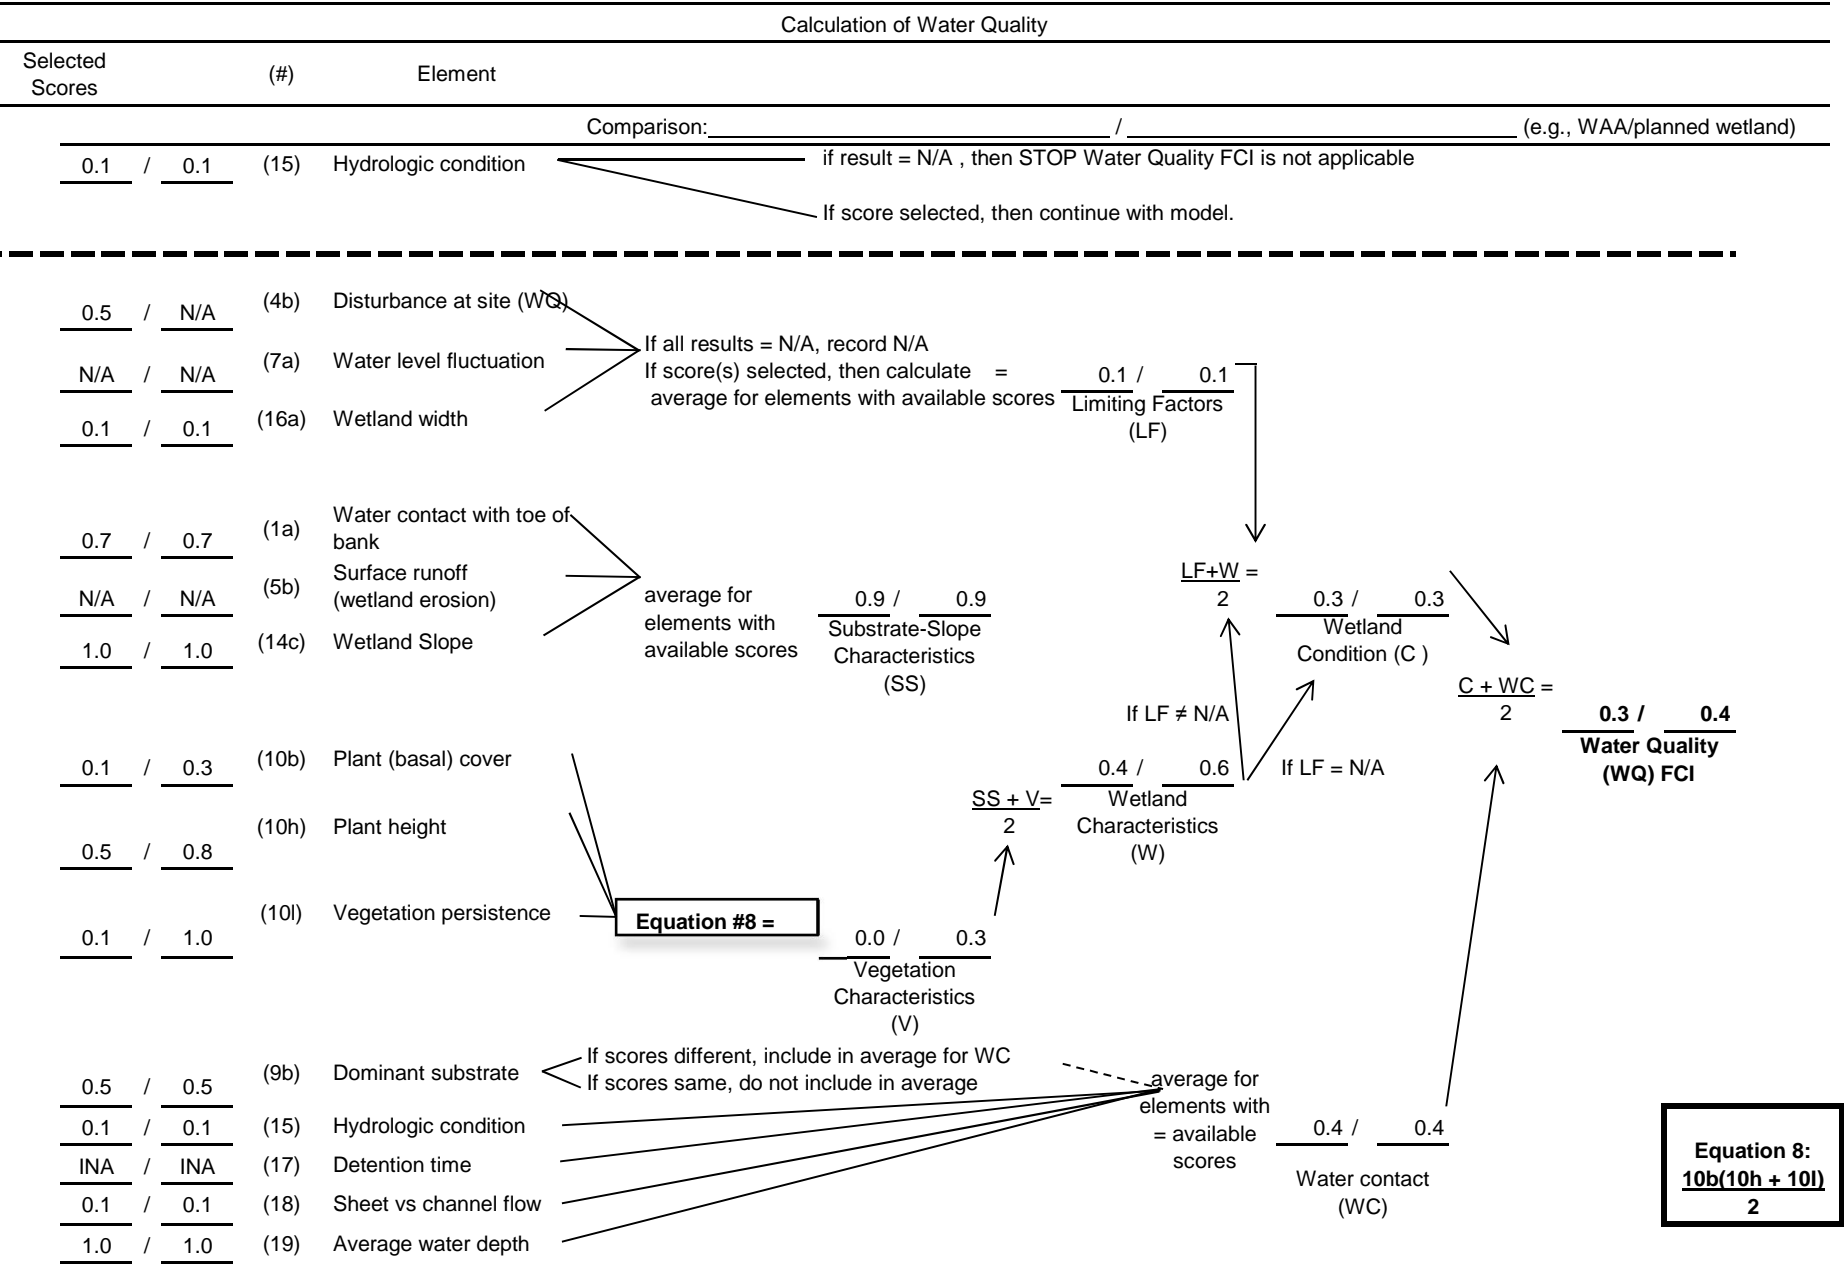 Calculation of Water Quality
Selected
Scores
(#)
Element
Comparison: / (e.g., WAA/planned wetland)
0.1 / 0.1 (15) Hydrologic condition
if result = N/A , then STOP Water Quality FCI is not applicable
If score selected, then continue with model.
0.5 / N/A (4b) Disturbance at site (WQ)
N/A / N/A (7a) Water level fluctuation
0.1 / 0.1 (16a) Wetland width
If all results = N/A, record N/A
If score(s) selected, then calculate =
average for elements with available scores
0.1 / 0.1
Limiting Factors
(LF)
0.7 / 0.7 (1a) Water contact with toe of
bank
N/A / N/A (5b) Surface runoff
(wetland erosion)
1.0 / 1.0 (14c) Wetland Slope
average for
elements with
available scores
0.9 / 0.9
Substrate-Slope
Characteristics
(SS)
LF+W =
2
0.3 / 0.3
Wetland
Condition (C )
C + WC =
2
0.3 / 0.4
Water Quality
(WQ) FCI
If LF ≠ N/A
If LF = N/A
0.1 / 0.3 (10b) Plant (basal) cover
0.5 / 0.8 (10h) Plant height
0.1 / 1.0 (10l) Vegetation persistence
SS + V=
2
0.4 / 0.6
Wetland
Characteristics
(W)
Equation #8 =
0.0 / 0.3
Vegetation
Characteristics
(V)
0.5 / 0.5 (9b) Dominant substrate
If scores different, include in average for WC
If scores same, do not include in average
0.1 / 0.1 (15) Hydrologic condition
INA / INA (17) Detention time
0.1 / 0.1 (18) Sheet vs channel flow
1.0 / 1.0 (19) Average water depth
average for
elements with
= available
scores
0.4 / 0.4
Water contact
(WC)
Equation 8:
10b(10h + 10l)
2